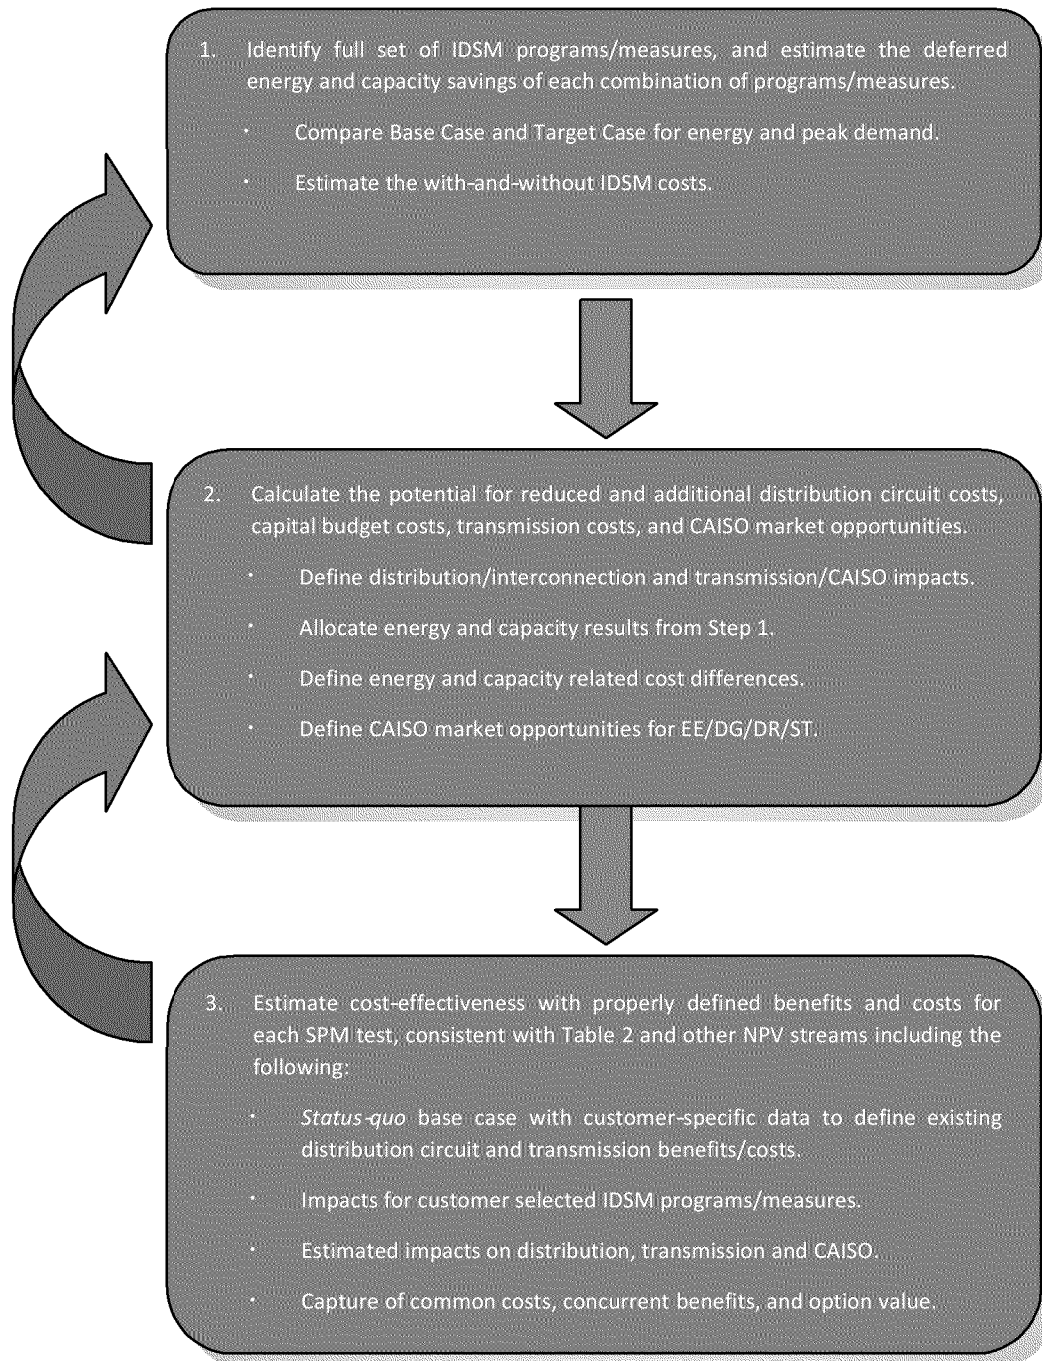 1. Identify full set of IDSM programs/measures, and estimate the deferred
energy and capacity savings of each combination of programs/measures.
· Compare Base Case and Target Case for energy and peak demand.
· Estimate the with-and-without IDSM costs.
2. Calculate the potential for reduced and additional distribution circuit costs,
capital budget costs, transmission costs, and CAISO market opportunities.
· Define distribution/interconnection and transmission/CAISO impacts.
· Allocate energy and capacity results from Step 1.
· Define energy and capacity related cost differences.
· Define CAISO market opportunities for EE/DG/DR/ST.
3. Estimate cost-effectiveness with properly defined benefits and costs for
each SPM test, consistent with Table 2 and other NPV streams including the
following:
· Status-quo base case with customer-specific data to define existing
distribution circuit and transmission benefits/costs.
· Impacts for customer selected IDSM programs/measures.
· Estimated impacts on distribution, transmission and CAISO.
· Capture of common costs, concurrent benefits, and option value.